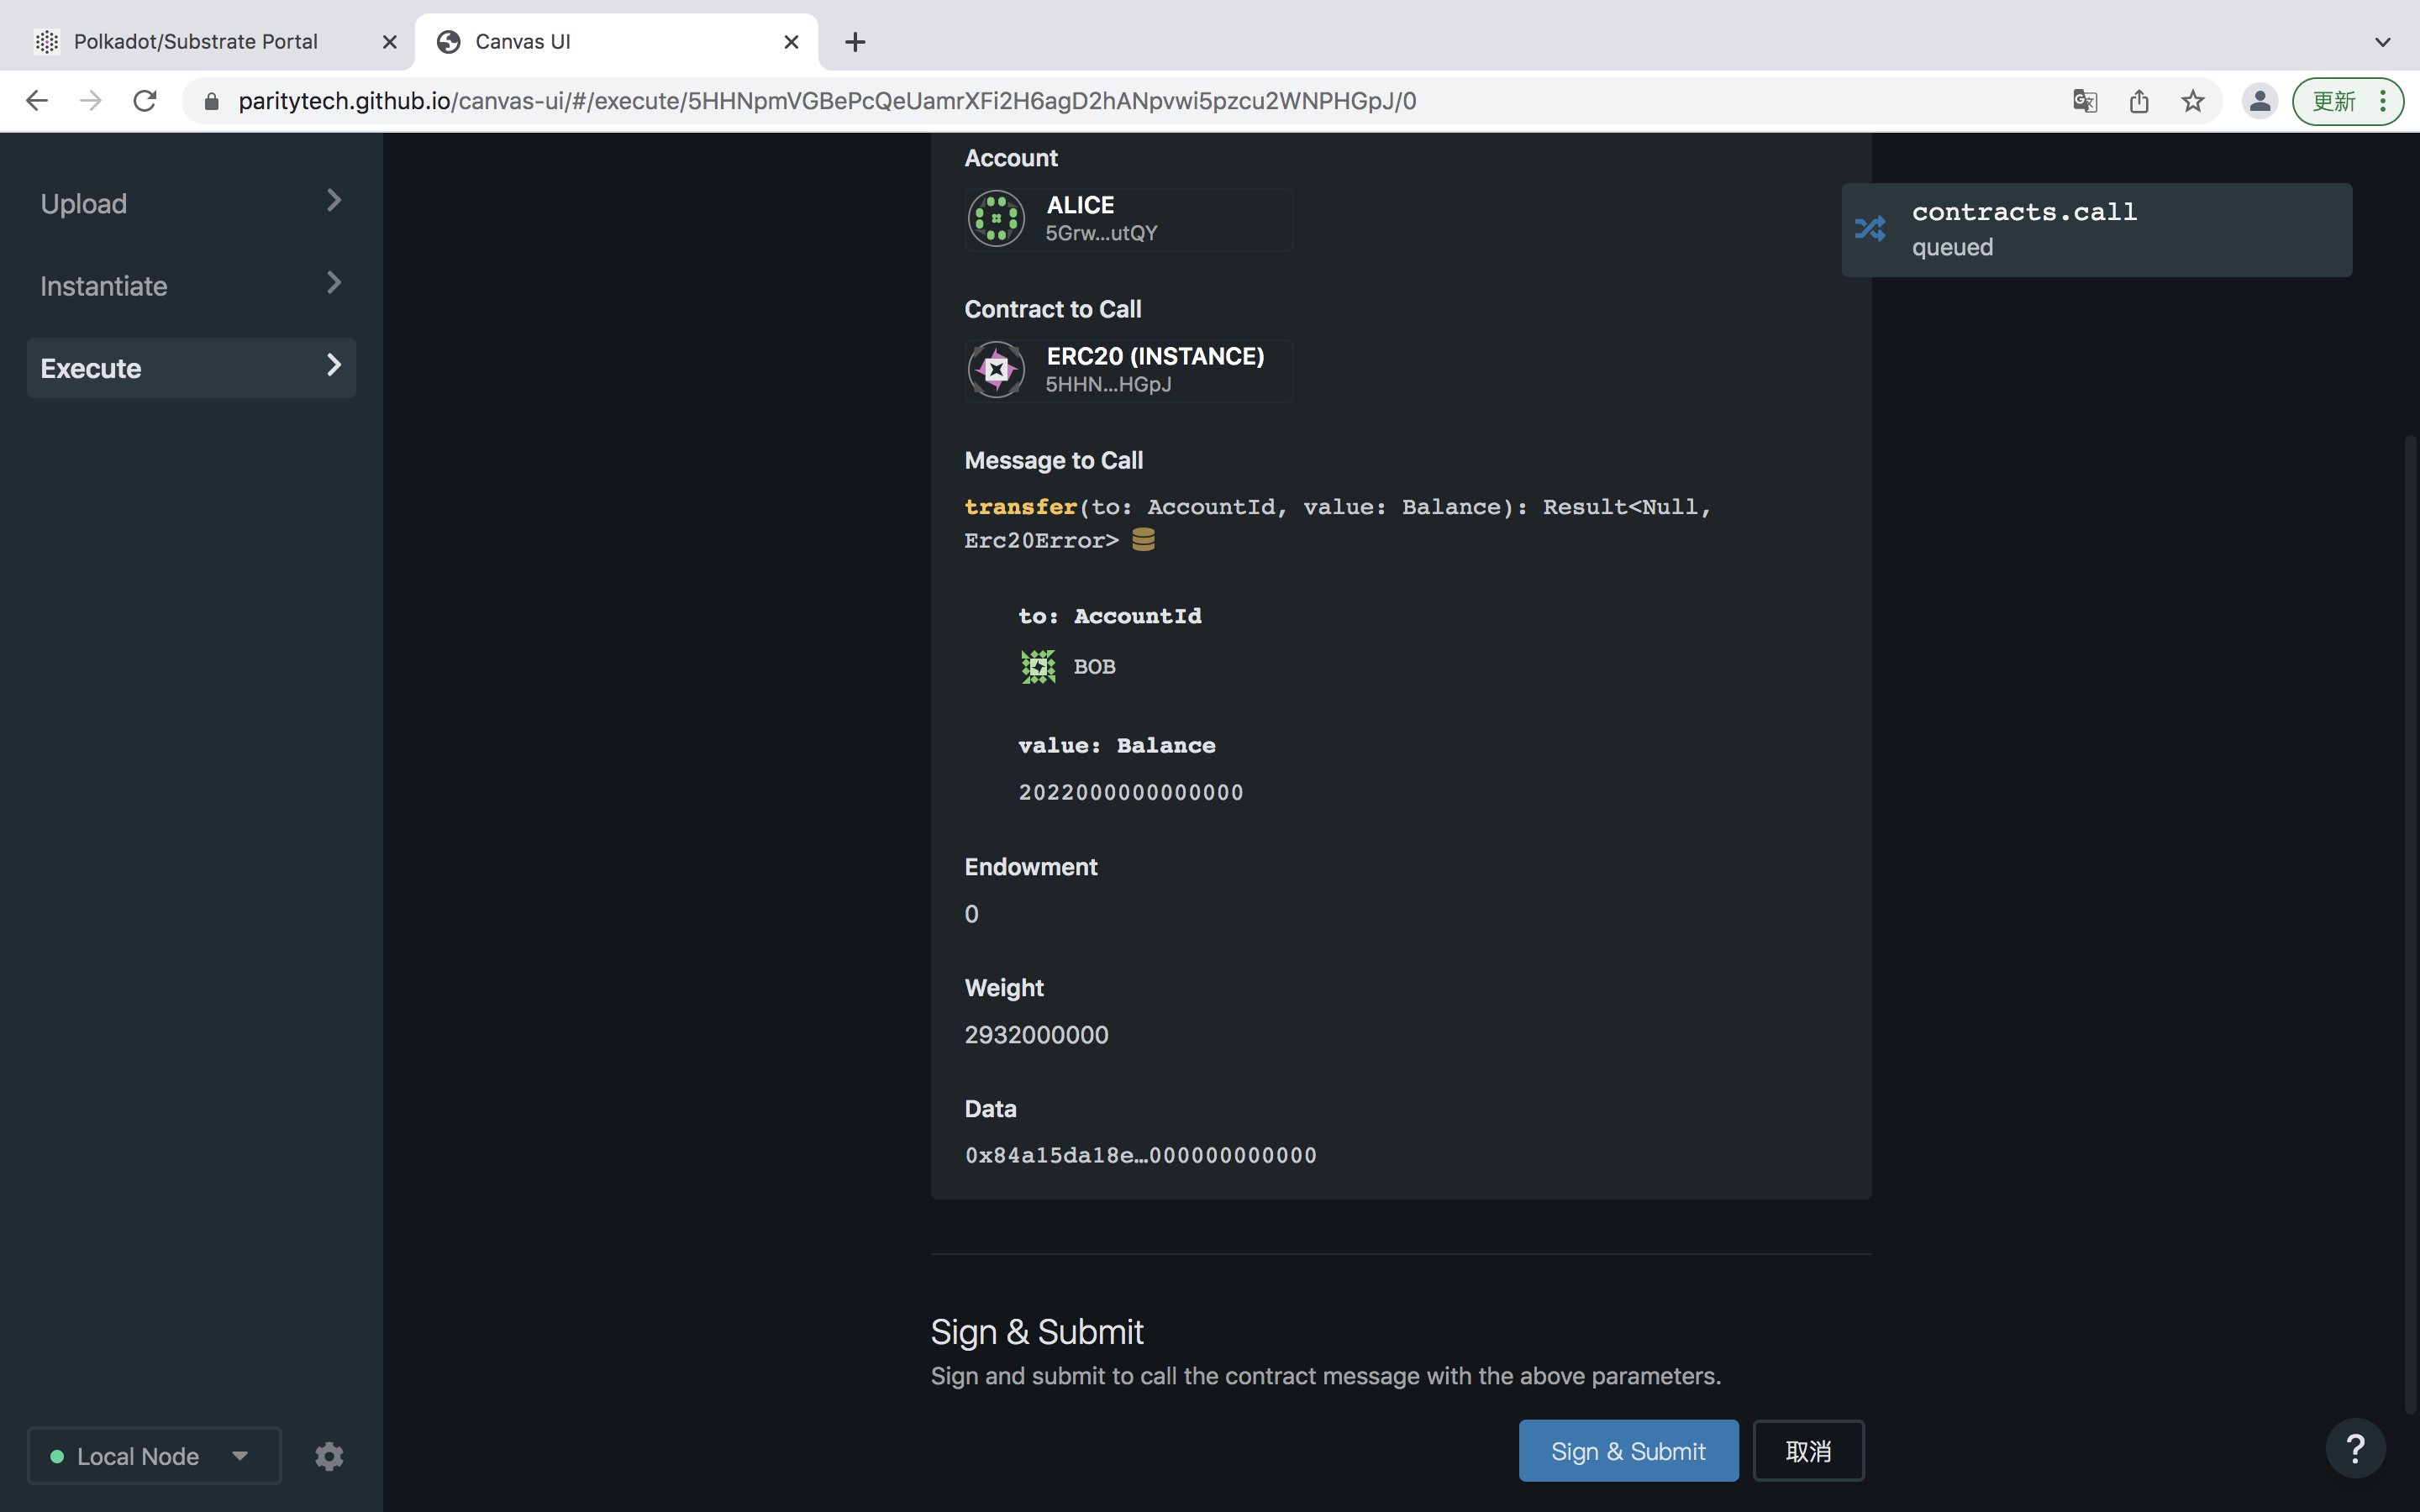 Polkadot/Substrate Portal
Canvas UI
paritytech.github.io/canvas-ui/#/execute/5HHNpmVGBePcQeUamrXFi2H6agD2hANpvwi5pzcu2WNPHGpJ/0
更新
Upload
Instantiate
Execute
Account
ALICE
5Grw...utQY
contracts.call
queued
Contract to Call
ERC20 (INSTANCE)
5HHN...HGpJ
Message to Call
transfer(to: AccountId, value: Balance): Result<Null,
Erc20Error>
to: AccountId
BOB
value: Balance
2022000000000000
Endowment
0
Weight
2932000000
Data
0x84a15da18e…000000000000
Sign & Submit
Sign and submit to call the contract message with the above parameters.
Sign & Submit
取消
Local Node
?